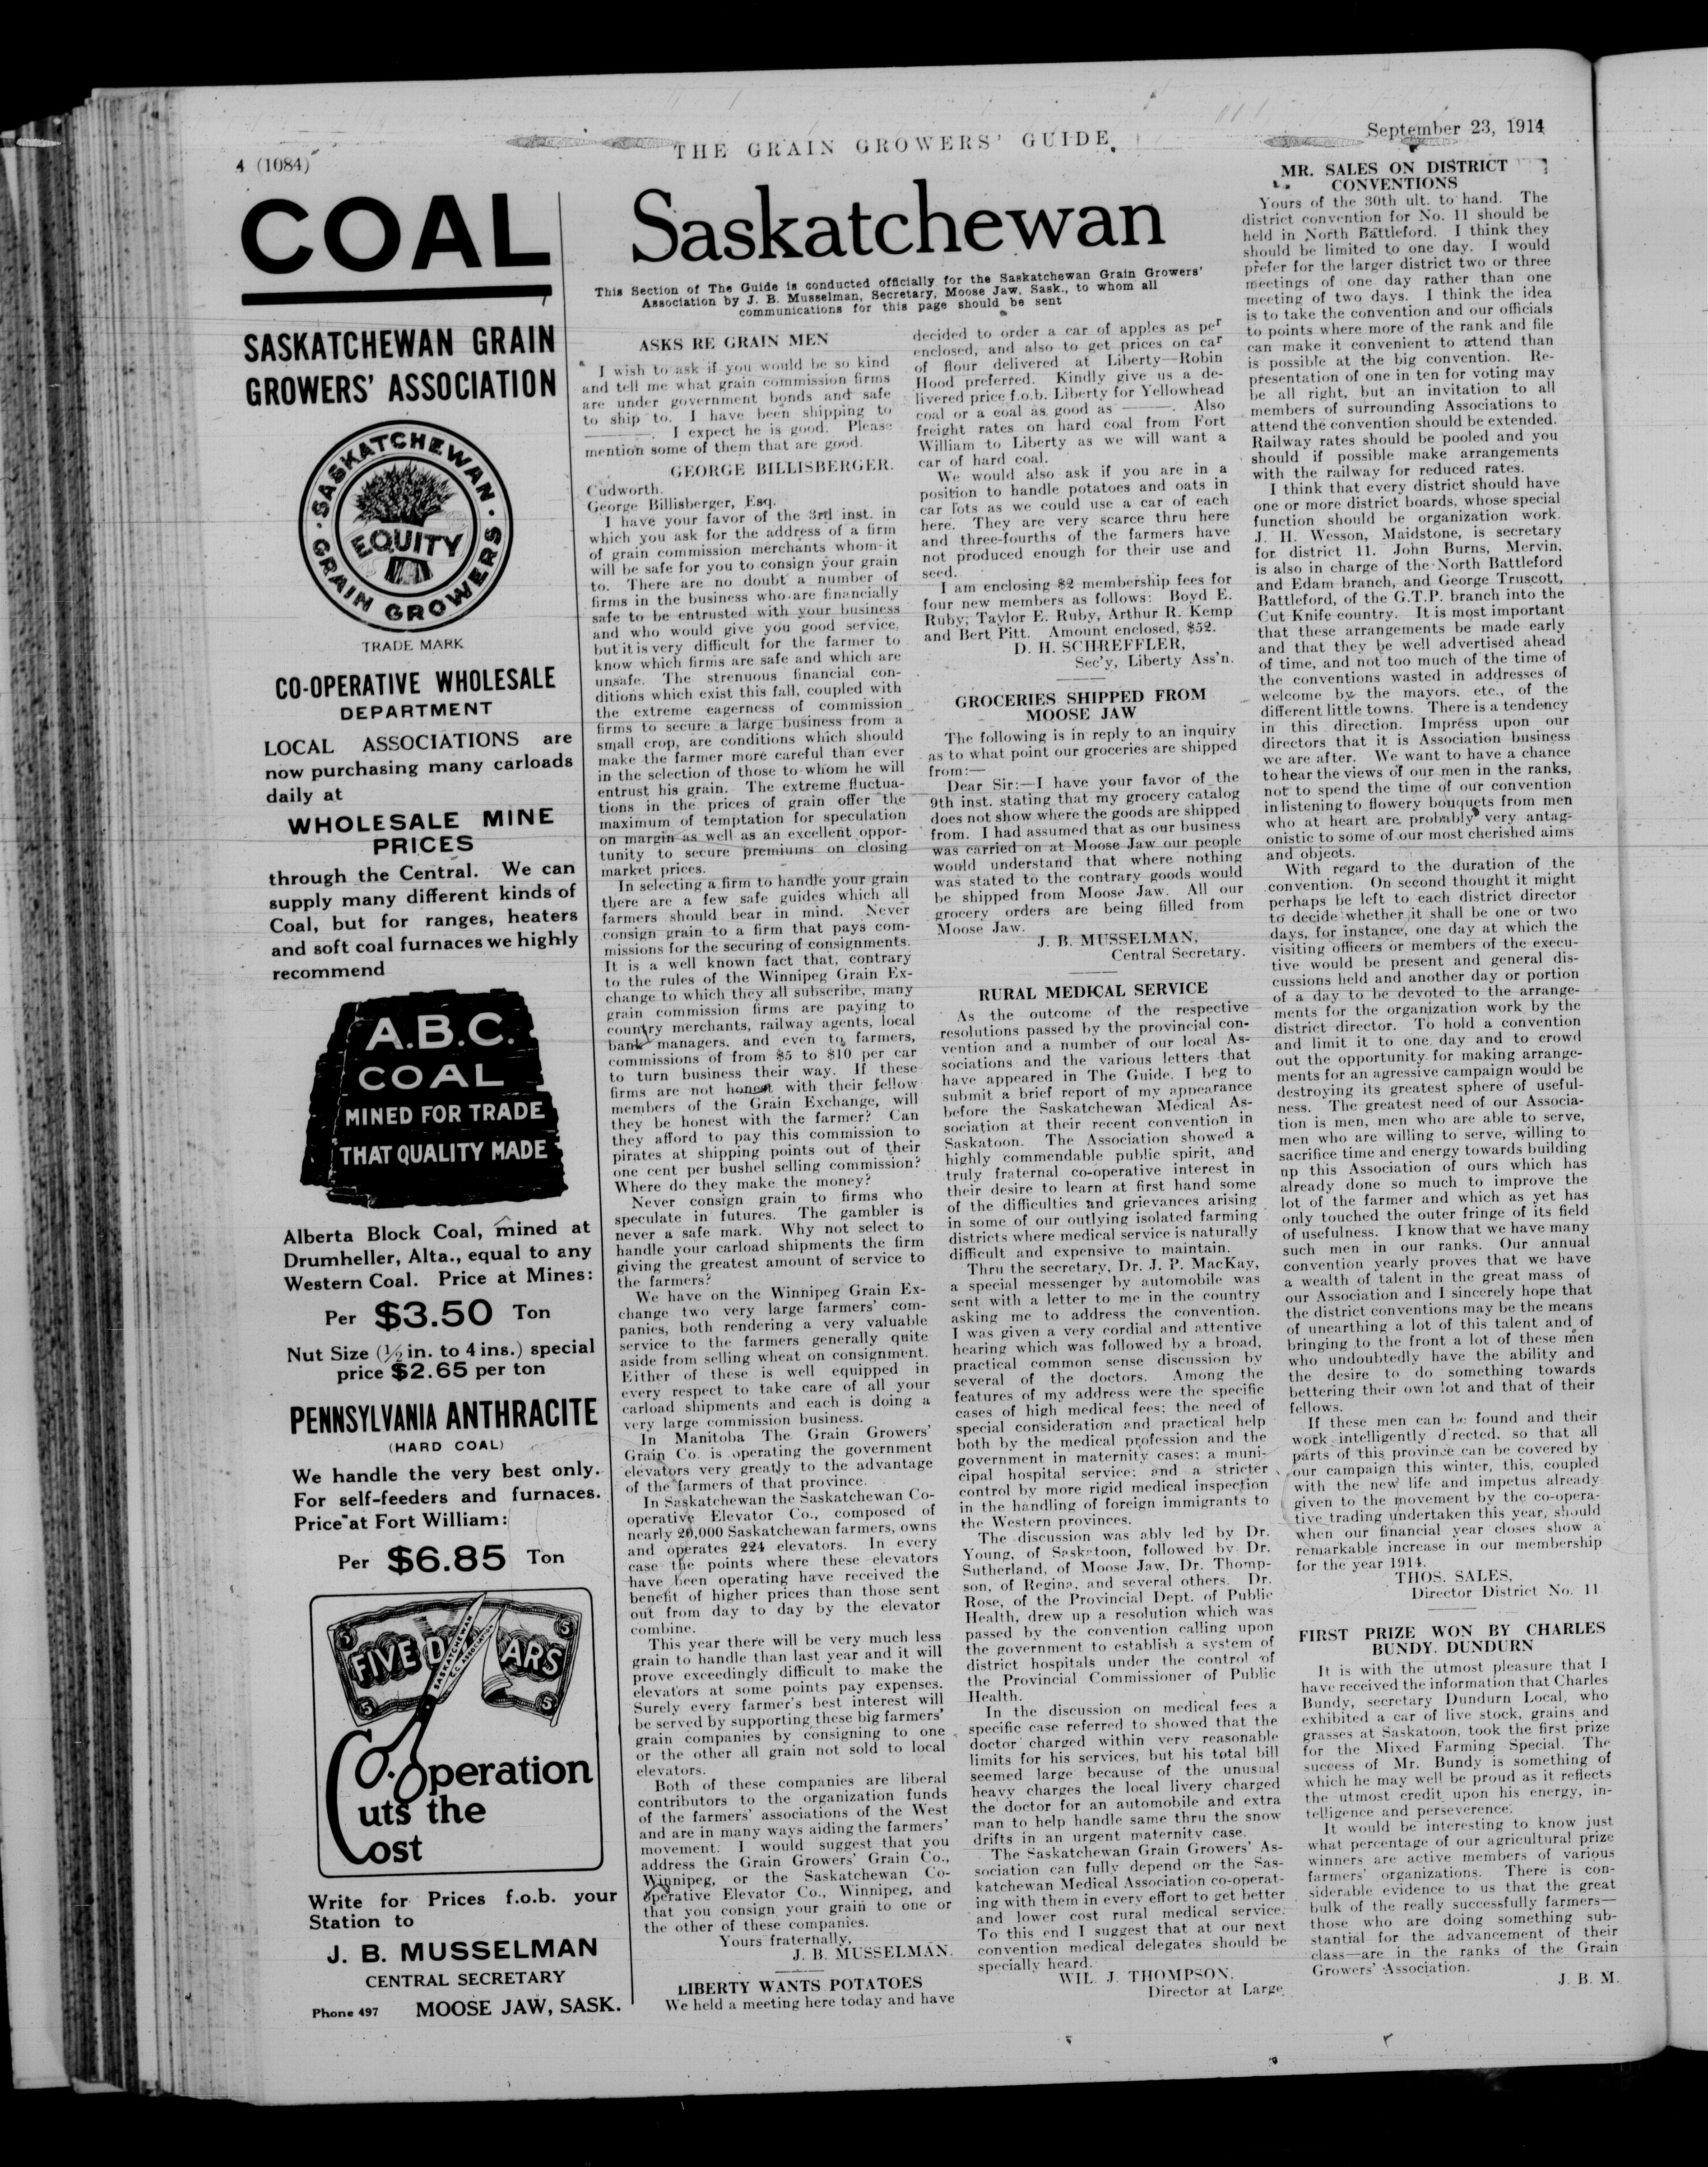 4 (1084)
THE GRAIN GROWERS' GUIDE
September 23, 1914
COAL
SASKATCHEWAN GRAIN
GROWERS' ASSOCIATION
SASKATCHEWAN
GRAIN GROWERS
EQUITY
TRADE MARK
CO-OPERATIVE WHOLESALE
DEPARTMENT
LOCAL ASSOCIATIONS are
now purchasing many carloads
daily at
WHOLESALE MINE
PRICES
through the Central. We can
supply many different kinds of
Coal, but for ranges, heaters
and soft coal furnaces we highly
recommend
A.B.C.
COAL
MINED FOR TRADE
THAT QUALITY MADE
Alberta Block Coal, mined at
Drumheller, Alta., equal to any
Western Coal. Price at Mines:
Per $3.50 Ton
Nut Size (½ in. to 4 ins.) special
price $2.65 per ton
PENNSYLVANIA ANTHRACITE
(HARD COAL)
We handle the very best only.
For self-feeders and furnaces.
Price at Fort William:
Per $6.85 Ton
5 5
FIVE D ARS
5 5
SASKATCHEWAN
G.G. ASSOCIATION
Co-Operation
Cuts the
Cost
Write for Prices f.o.b. your
Station to
J. B. MUSSELMAN
CENTRAL SECRETARY
Phone 497 MOOSE JAW, SASK.
Saskatchewan
This Section of The Guide is conducted officially for the Saskatchewan Grain Growers'
Association by J. B. Musselman, Secretary, Moose Jaw, Sask., to whom all
communications for this page should be sent
ASKS RE GRAIN MEN
I wish to ask if you would be so kind
and tell me what grain commission firms
are under government bonds and safe
to ship to. I have been shipping to
———. I expect he is good. Please
mention some of them that are good.
GEORGE BILLISBERGER.
Cudworth.
George Billisberger, Esq.
I have your favor of the 3rd inst. in
which you ask for the address of a firm
of grain commission merchants whom it
will be safe for you to consign your grain
to. There are no doubt a number of
firms in the business who are financially
safe to be entrusted with your business
and who would give you good service,
but it is very difficult for the farmer to
know which firms are safe and which are
unsafe. The strenuous financial con-
ditions which exist this fall, coupled with
the extreme eagerness of commission
firms to secure a large business from a
small crop, are conditions which should
make the farmer more careful than ever
in the selection of those to whom he will
entrust his grain. The extreme fluctua-
tions in the prices of grain offer the
maximum of temptation for speculation
on margin as well as an excellent oppor-
tunity to secure premiums on closing
market prices.
In selecting a firm to handle your grain
there are a few safe guides which all
farmers should bear in mind. Never
consign grain to a firm that pays com-
missions for the securing of consignments.
It is a well known fact that, contrary
to the rules of the Winnipeg Grain Ex-
change to which they all subscribe, many
grain commission firms are paying to
country merchants, railway agents, local
bank managers, and even to farmers,
commissions of from $5 to $10 per car
to turn business their way. If these
firms are not honest with their fellow
members of the Grain Exchange, will
they be honest with the farmer? Can
they afford to pay this commission to
pirates at shipping points out of their
one cent per bushel selling commission?
Where do they make the money?
Never consign grain to firms who
speculate in futures. The gambler is
never a safe mark. Why not select to
handle your carload shipments the firm
giving the greatest amount of service to
the farmers?
We have on the Winnipeg Grain Ex-
change two very large farmers' com-
panies, both rendering a very valuable
service to the farmers generally quite
aside from selling wheat on consignment.
Either of these is well equipped in
every respect to take care of all your
carload shipments and each is doing a
very large commission business.
In Manitoba The Grain Growers'
Grain Co. is operating the government
elevators very greatly to the advantage
of the farmers of that province.
In Saskatchewan the Saskatchewan Co-
operative Elevator Co., composed of
nearly 20,000 Saskatchewan farmers, owns
and operates 224 elevators. In every
case the points where these elevators
have been operating have received the
benefit of higher prices than those sent
out from day to day by the elevator
combine.
This year there will be very much less
grain to handle than last year and it will
prove exceedingly difficult to make the
elevators at some points pay expenses.
Surely every farmer's best interest will
be served by supporting these big farmers'
grain companies by consigning to one
or the other all grain not sold to local
elevators.
Both of these companies are liberal
contributors to the organization funds
of the farmers' associations of the West
and are in many ways aiding the farmers'
movement. I would suggest that you
address the Grain Growers' Grain Co.,
Winnipeg, or the Saskatchewan Co-
operative Elevator Co., Winnipeg, and
that you consign your grain to one or
the other of these companies.
Yours fraternally,
J. B. MUSSELMAN.
LIBERTY WANTS POTATOES
We held a meeting here today and have
decided to order a car of apples as per
enclosed, and also to get prices on car
of flour delivered at Liberty—Robin
Hood preferred. Kindly give us a de-
livered price f.o.b. Liberty for Yellowhead
coal or a coal as good as ———. Also
freight rates on hard coal from Fort
William to Liberty as we will want a
car of hard coal.
We would also ask if you are in a
position to handle potatoes and oats in
car lots as we could use a car of each
here. They are very scarce thru here
and three-fourths of the farmers have
not produced enough for their use and
seed.
I am enclosing $2 membership fees for
four new members as follows: Boyd E.
Ruby, Taylor E. Ruby, Arthur R. Kemp
and Bert Pitt. Amount enclosed, $52.
D. H. SCHREFFLER,
Sec'y, Liberty Ass'n.
GROCERIES SHIPPED FROM
MOOSE JAW
The following is in reply to an inquiry
as to what point our groceries are shipped
from:—
Dear Sir:—I have your favor of the
9th inst. stating that my grocery catalog
does not show where the goods are shipped
from. I had assumed that as our business
was carried on at Moose Jaw our people
would understand that where nothing
was stated to the contrary goods would
be shipped from Moose Jaw. All our
grocery orders are being filled from
Moose Jaw.
J. B. MUSSELMAN,
Central Secretary.
RURAL MEDICAL SERVICE
As the outcome of the respective
resolutions passed by the provincial con-
vention and a number of our local As-
sociations and the various letters that
have appeared in The Guide, I beg to
submit a brief report of my appearance
before the Saskatchewan Medical As-
sociation at their recent convention in
Saskatoon. The Association showed a
highly commendable public spirit, and
truly fraternal co-operative interest in
their desire to learn at first hand some
of the difficulties and grievances arising
in some of our outlying isolated farming
districts where medical service is naturally
difficult and expensive to maintain.
Thru the secretary, Dr. J. P. MacKay,
a special messenger by automobile was
sent with a letter to me in the country
asking me to address the convention.
I was given a very cordial and attentive
hearing which was followed by a broad,
practical common sense discussion by
several of the doctors. Among the
features of my address were the specific
cases of high medical fees; the need of
special consideration and practical help
both by the medical profession and the
government in maternity cases; a muni-
cipal hospital service; and a stricter
control by more rigid medical inspection
in the handling of foreign immigrants to
the Western provinces.
The discussion was ably led by Dr.
Young, of Saskatoon, followed by Dr.
Sutherland, of Moose Jaw, Dr. Thomp-
son, of Regina, and several others. Dr.
Rose, of the Provincial Dept. of Public
Health, drew up a resolution which was
passed by the convention calling upon
the government to establish a system of
district hospitals under the control of
the Provincial Commissioner of Public
Health.
In the discussion on medical fees a
specific case referred to showed that the
doctor charged within very reasonable
limits for his services, but his total bill
seemed large because of the unusual
heavy charges the local livery charged
the doctor for an automobile and extra
man to help handle same thru the snow
drifts in an urgent maternity case.
The Saskatchewan Grain Growers' As-
sociation can fully depend on the Sas-
katchewan Medical Association co-operat-
ing with them in every effort to get better
and lower cost rural medical service.
To this end I suggest that at our next
convention medical delegates should be
specially heard.
WIL. J. THOMPSON,
Director at Large.
MR. SALES ON DISTRICT
CONVENTIONS
Yours of the 30th ult. to hand. The
district convention for No. 11 should be
held in North Battleford. I think they
should be limited to one day. I would
prefer for the larger district two or three
meetings of one day rather than one
meeting of two days. I think the idea
is to take the convention and our officials
to points where more of the rank and file
can make it convenient to attend than
is possible at the big convention. Re-
presentation of one in ten for voting may
be all right, but an invitation to all
members of surrounding Associations to
attend the convention should be extended.
Railway rates should be pooled and you
should if possible make arrangements
with the railway for reduced rates.
I think that every district should have
one or more district boards, whose special
function should be organization work.
J. H. Wesson, Maidstone, is secretary
for district 11. John Burns, Mervin,
is also in charge of the North Battleford
and Edam branch, and George Truscott,
Battleford, of the G.T.P. branch into the
Cut Knife country. It is most important
that these arrangements be made early
and that they be well advertised ahead
of time, and not too much of the time of
the conventions wasted in addresses of
welcome by the mayors, etc., of the
different little towns. There is a tendency
in this direction. Impress upon our
directors that it is Association business
we are after. We want to have a chance
to hear the views of our men in the ranks,
not to spend the time of our convention
in listening to flowery bouquets from men
who at heart are probably very antag-
onistic to some of our most cherished aims
and objects.
With regard to the duration of the
convention. On second thought it might
perhaps be left to each district director
to decide whether it shall be one or two
days, for instance, one day at which the
visiting officers or members of the execu-
tive would be present and general dis-
cussions held and another day or portion
of a day to be devoted to the arrange-
ments for the organization work by the
district director. To hold a convention
and limit it to one day and to crowd
out the opportunity for making arrange-
ments for an agressive campaign would be
destroying its greatest sphere of useful-
ness. The greatest need of our Associa-
tion is men, men who are able to serve,
men who are willing to serve, willing to
sacrifice time and energy towards building
up this Association of ours which has
already done so much to improve the
lot of the farmer and which as yet has
only touched the outer fringe of its field
of usefulness. I know that we have many
such men in our ranks. Our annual
convention yearly proves that we have
a wealth of talent in the great mass of
our Association and I sincerely hope that
the district conventions may be the means
of unearthing a lot of this talent and of
bringing to the front a lot of these men
who undoubtedly have the ability and
the desire to do something towards
bettering their own lot and that of their
fellows.
If these men can be found and their
work intelligently directed, so that all
parts of this province can be covered by
our campaign this winter, this, coupled
with the new life and impetus already
given to the movement by the co-opera-
tive trading undertaken this year, should
when our financial year closes show a
remarkable increase in our membership
for the year 1914.
THOS. SALES,
Director District No. 11
FIRST PRIZE WON BY CHARLES
BUNDY, DUNDURN
It is with the utmost pleasure that I
have received the information that Charles
Bundy, secretary Dundurn Local, who
exhibited a car of live stock, grains and
grasses at Saskatoon, took the first prize
for the Mixed Farming Special. The
success of Mr. Bundy is something of
which he may well be proud as it reflects
the utmost credit upon his energy, in-
telligence and perseverence.
It would be interesting to know just
what percentage of our agricultural prize
winners are active members of various
farmers' organizations. There is con-
siderable evidence to us that the great
bulk of the really successfully farmers—
those who are doing something sub-
stantial for the advancement of their
class—are in the ranks of the Grain
Growers' Association.
J. B. M.